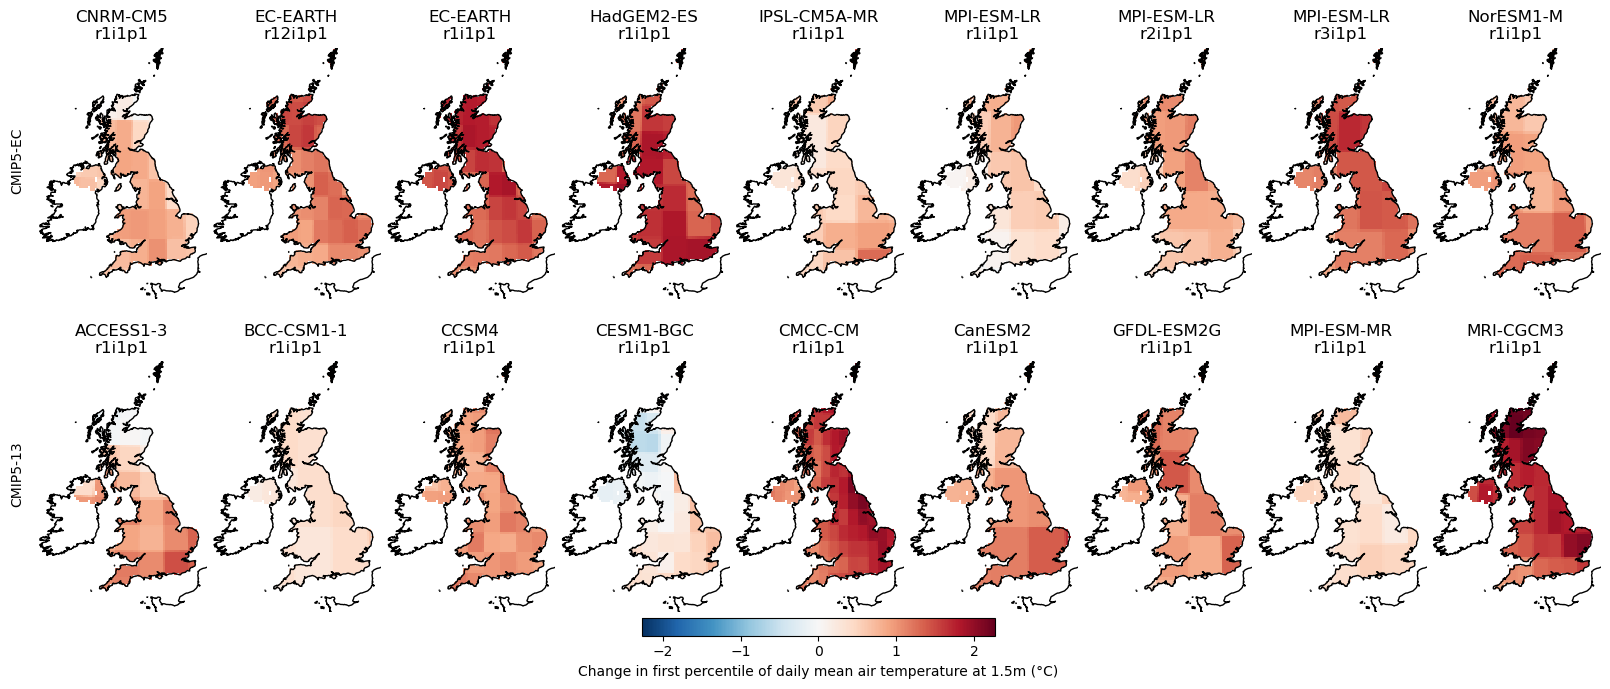 CNRM-CM5
r1i1p1
EC-EARTH
r12i1p1
EC-EARTH
r1i1p1
HadGEM2-ES
r1i1p1
IPSL-CM5A-MR
r1i1p1
MPI-ESM-LR
r1i1p1
MPI-ESM-LR
r2i1p1
MPI-ESM-LR
r3i1p1
NorESM1-M
r1i1p1
CMIP5-EC
ACCESS1-3
r1i1p1
BCC-CSM1-1
r1i1p1
CCSM4
r1i1p1
CESM1-BGC
r1i1p1
CMCC-CM
r1i1p1
CanESM2
r1i1p1
GFDL-ESM2G
r1i1p1
MPI-ESM-MR
r1i1p1
MRI-CGCM3
r1i1p1
CMIP5-13
−2 −1 0 1 2
Change in first percentile of daily mean air temperature at 1.5m (°C)